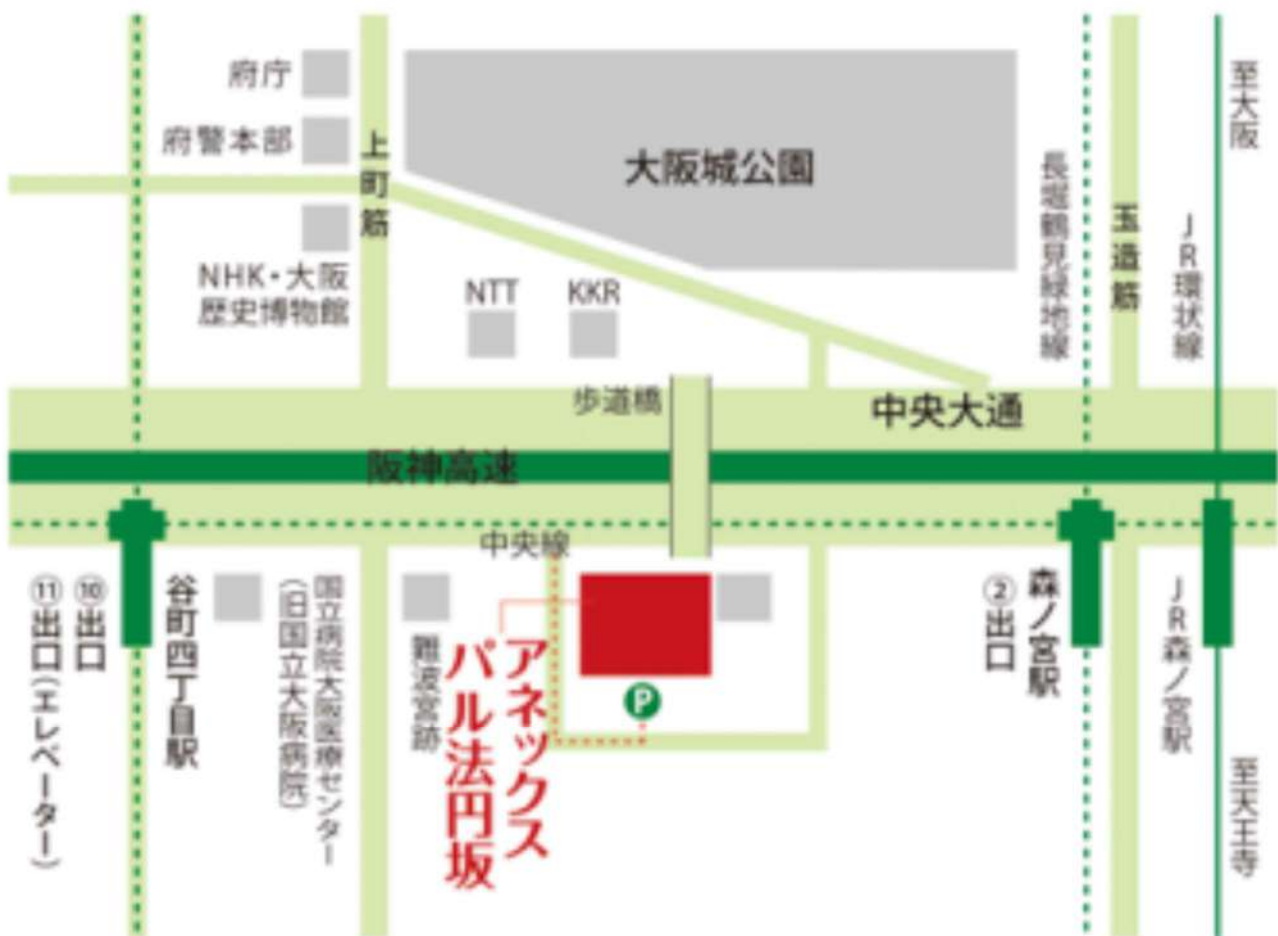 府庁
府警本部
上町筋
大阪城公園
長堀鶴見緑地線
玉造筋
JR環状線
至大阪
NHK・大阪
歴史博物館
NTT
KKR
歩道橋
中央大通
阪神高速
中央線
⑪出口(エレベーター)
⑩出口
谷町四丁目駅
国立病院大阪医療センター
(旧国立大阪病院)
難波宮跡
アネックス
パル法円坂
P
②出口
森ノ宮駅
JR森ノ宮駅
至天王寺